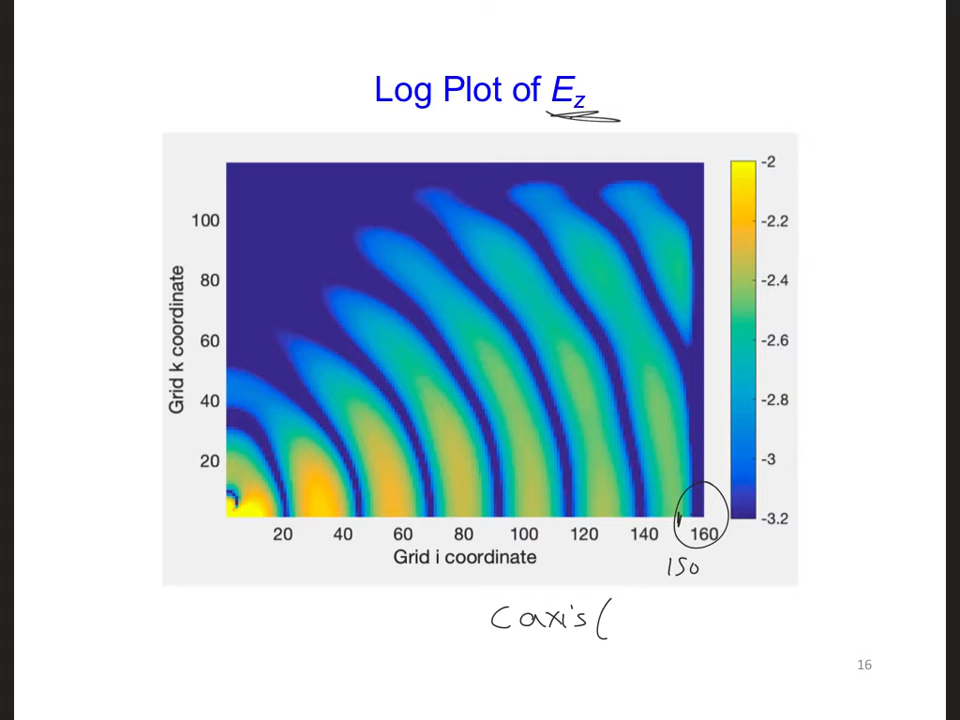 Log Plot of Ez
Grid k coordinate
100
80
60
40
20
20 40 60 80 100 120 140 160
Grid i coordinate
-2
-2.2
-2.4
-2.6
-2.8
-3
-3.2
150
caxis(
16